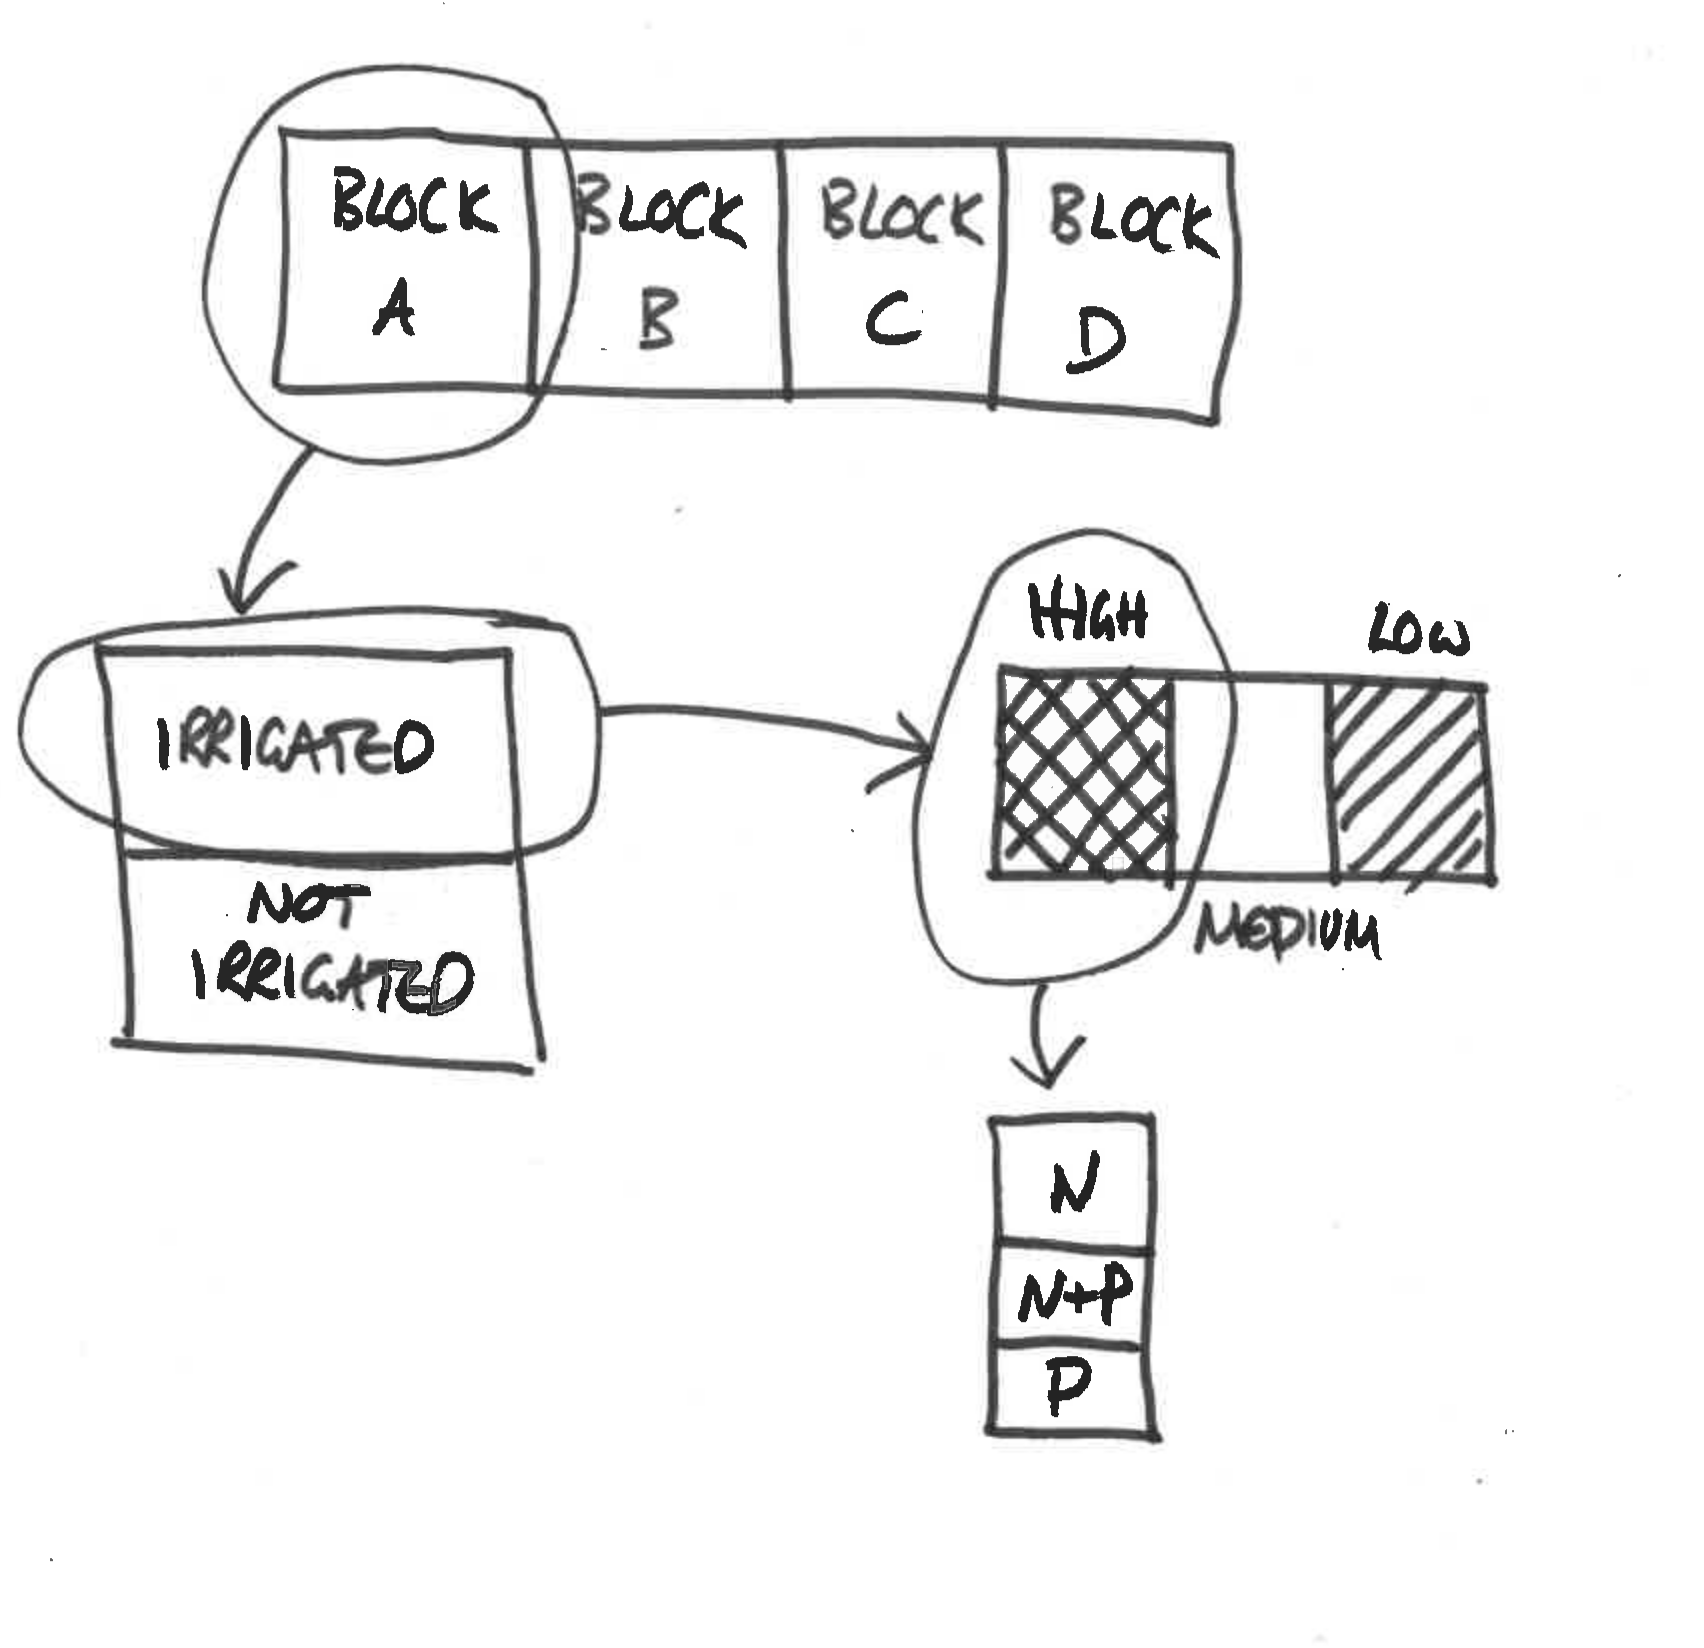 BLOCK A
BLOCK B
BLOCK C
BLOCK D
IRRIGATED
NOT
IRRIGATED
HIGH
LOW
MEDIUM
N
N+P
P